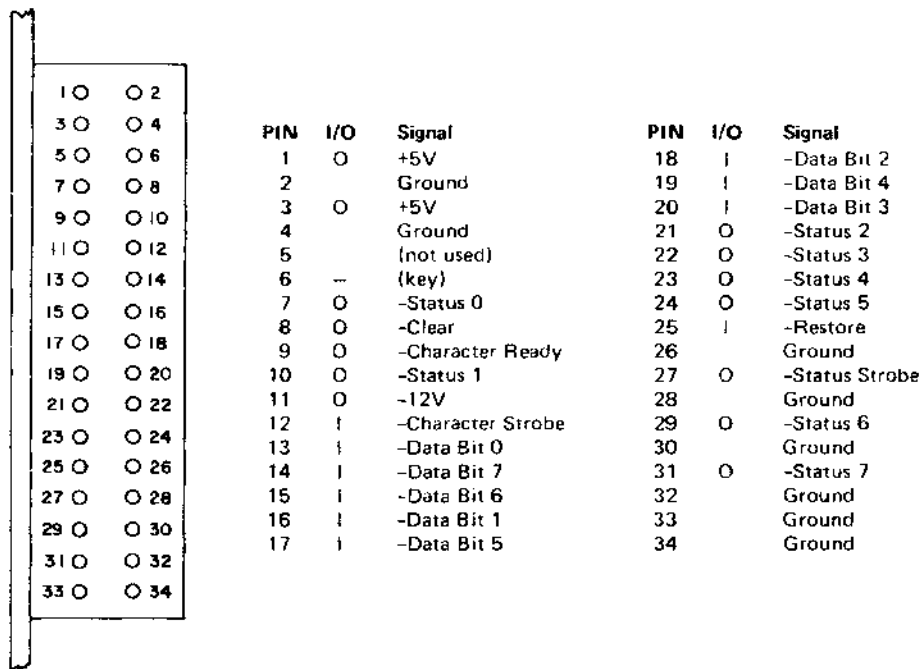 1 2
3 4
5 6
7 8
9 10
11 12
13 14
15 16
17 18
19 20
21 22
23 24
25 26
27 28
29 30
31 32
33 34
PIN I/O Signal
1 O +5V
2 Ground
3 O +5V
4 Ground
5 (not used)
6 – (key)
7 O -Status 0
8 O -Clear
9 O -Character Ready
10 O -Status 1
11 O -12V
12 I -Character Strobe
13 I -Data Bit 0
14 I -Data Bit 7
15 I -Data Bit 6
16 I -Data Bit 1
17 I -Data Bit 5
PIN I/O Signal
18 I -Data Bit 2
19 I -Data Bit 4
20 I -Data Bit 3
21 O -Status 2
22 O -Status 3
23 O -Status 4
24 O -Status 5
25 I -Restore
26 Ground
27 O -Status Strobe
28 Ground
29 O -Status 6
30 Ground
31 O -Status 7
32 Ground
33 Ground
34 Ground